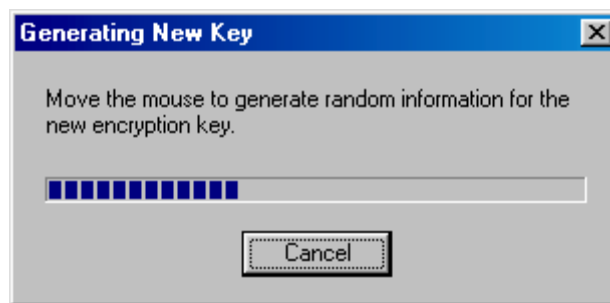 Generating New Key
Move the mouse to generate random information for the
new encryption key.
Cancel